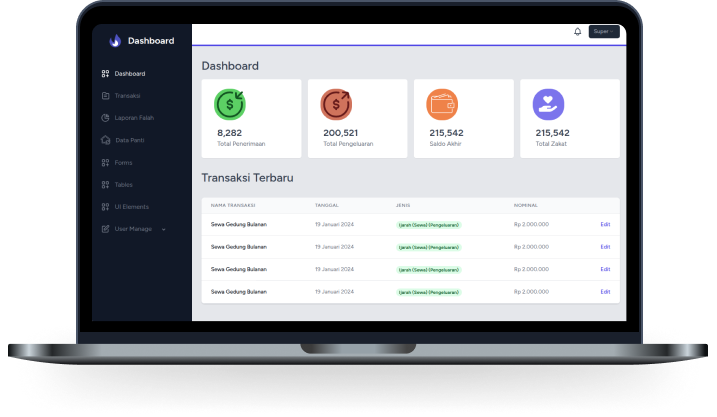 Dashboard
Super
Dashboard
Transaksi
Laporan Falah
Data Panti
Forms
Tables
UI Elements
User Manage
Dashboard
8,282
Total Penerimaan
200,521
Total Pengeluaran
215,542
Saldo Akhir
215,542
Total Zakat
Transaksi Terbaru
NAMA TRANSAKSI TANGGAL JENIS NOMINAL
Sewa Gedung Bulanan 19 Januari 2024 Ijarah (Sewa) (Pengeluaran) Rp 2.000.000 Edit
Sewa Gedung Bulanan 19 Januari 2024 Ijarah (Sewa) (Pengeluaran) Rp 2.000.000 Edit
Sewa Gedung Bulanan 19 Januari 2024 Ijarah (Sewa) (Pengeluaran) Rp 2.000.000 Edit
Sewa Gedung Bulanan 19 Januari 2024 Ijarah (Sewa) (Pengeluaran) Rp 2.000.000 Edit